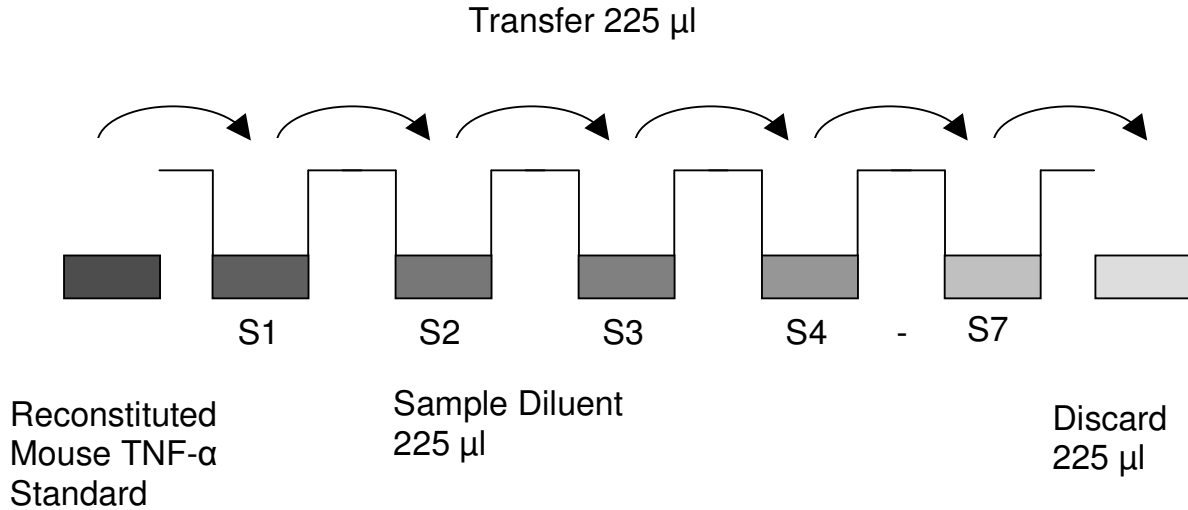 Transfer 225 µl
S1 S2 S3 S4 - S7
Reconstituted
Mouse TNF-α
Standard
Sample Diluent
225 µl
Discard
225 µl